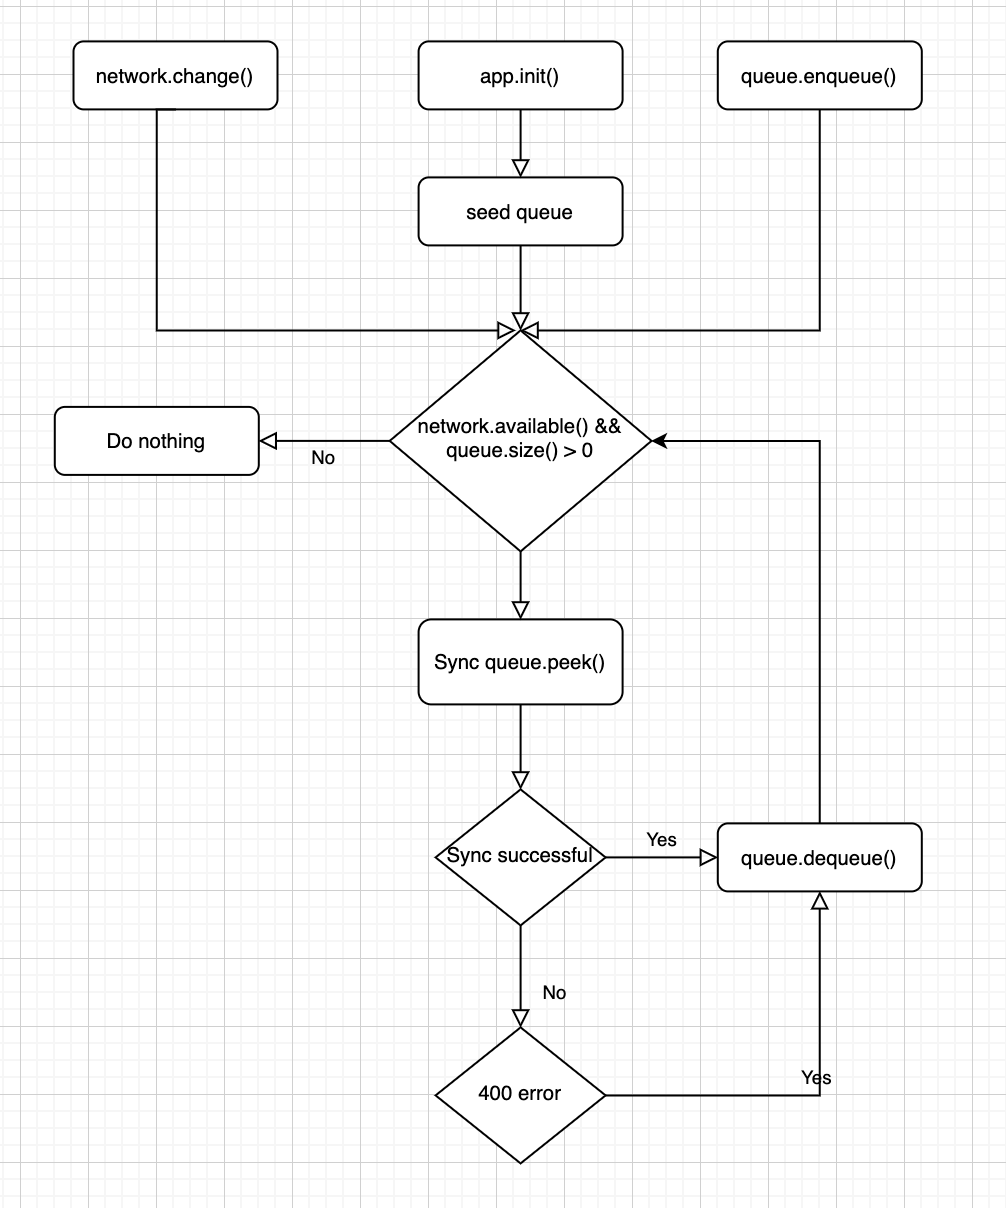 network.change()
app.init()
queue.enqueue()
seed queue
network.available() &&
queue.size() > 0
Do nothing
No
Sync queue.peek()
Sync successful
Yes
queue.dequeue()
No
400 error
Yes